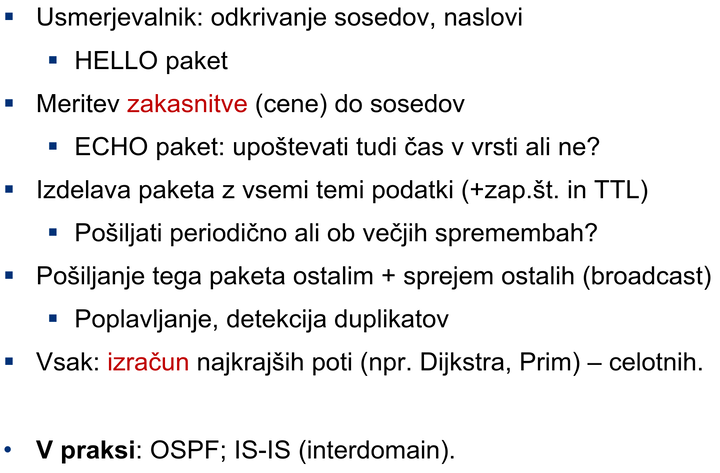 ▪ Usmerjevalnik: odkrivanje sosedov, naslovi
▪ HELLO paket
▪ Meritev zakasnitve (cene) do sosedov
▪ ECHO paket: upoštevati tudi čas v vrsti ali ne?
▪ Izdelava paketa z vsemi temi podatki (+zap.št. in TTL)
▪ Pošiljati periodično ali ob večjih spremembah?
▪ Pošiljanje tega paketa ostalim + sprejem ostalih (broadcast)
▪ Poplavljanje, detekcija duplikatov
▪ Vsak: izračun najkrajših poti (npr. Dijkstra, Prim) – celotnih.
• V praksi: OSPF; IS-IS (interdomain).